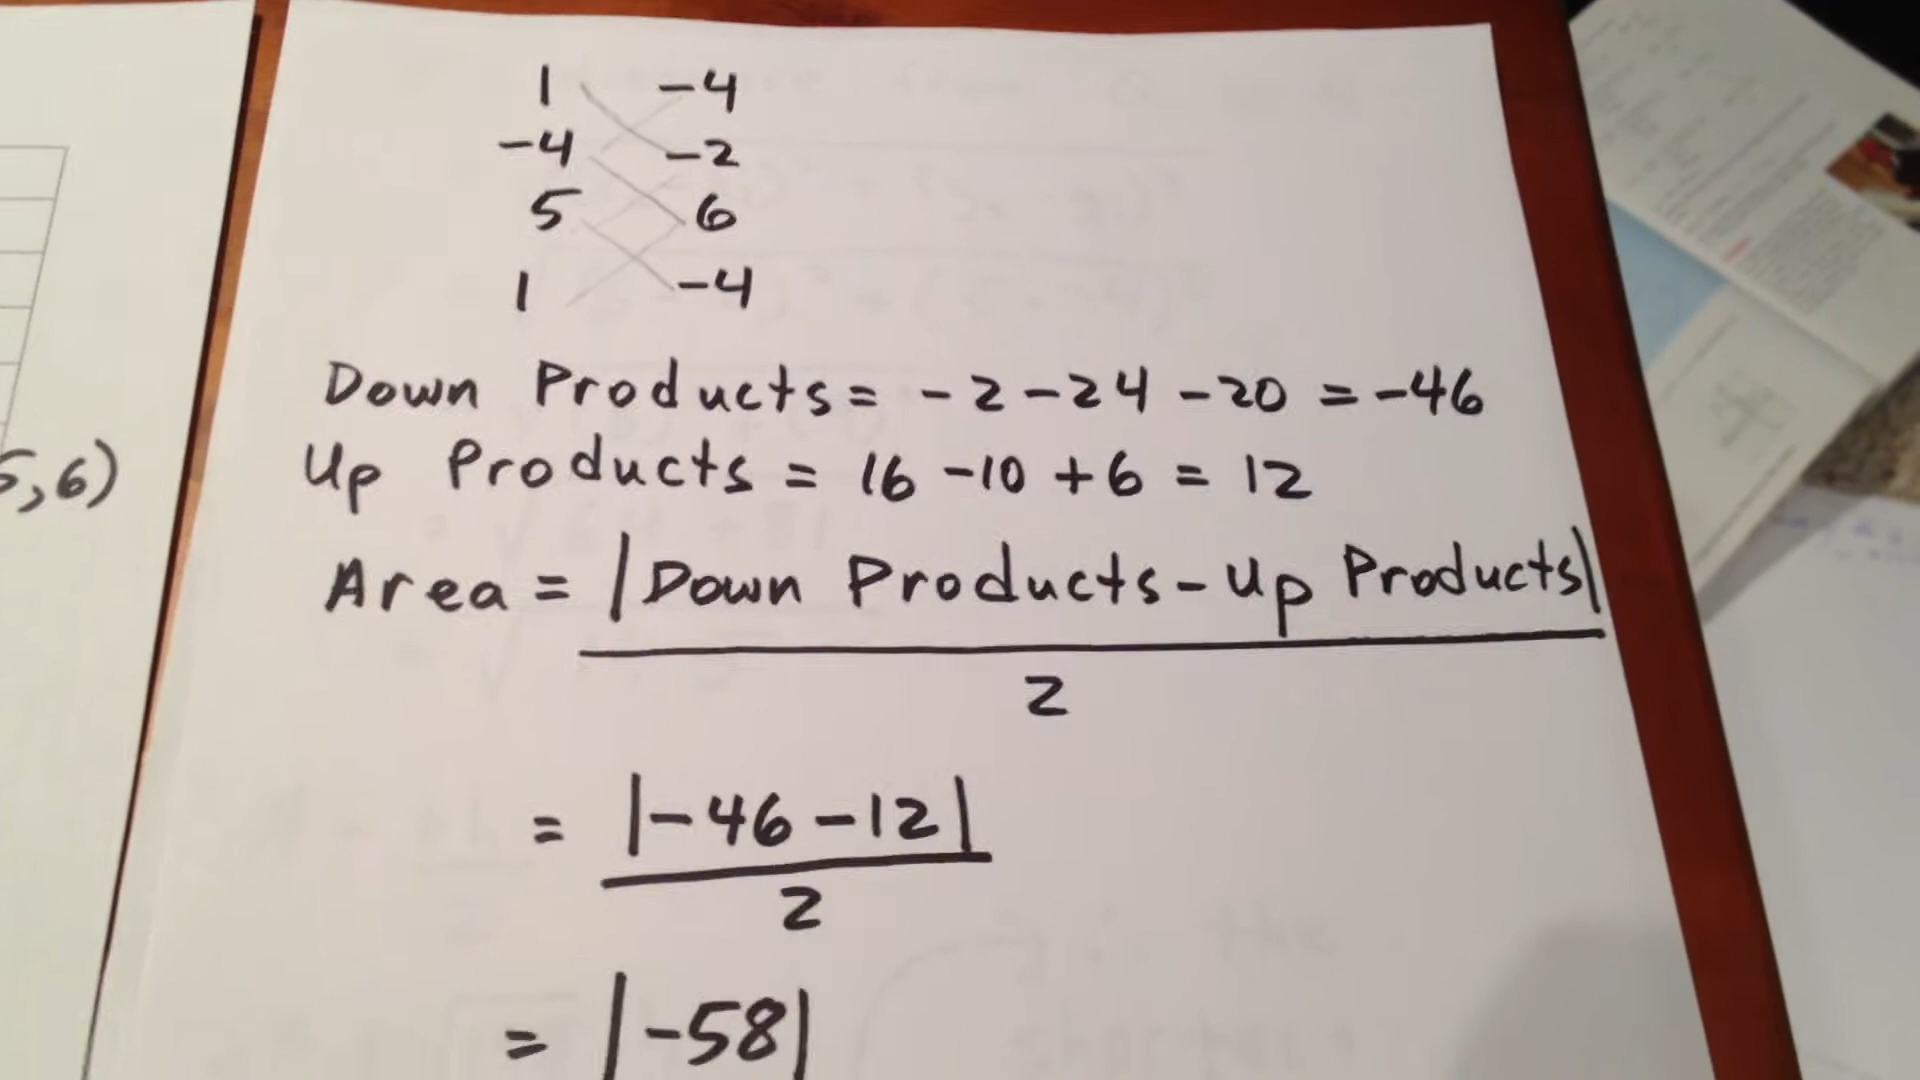 1 -4
-4 -2
5 6
1 -4
Down Products = -2 -24 -20 = -46
5,6)
Up Products = 16 -10 +6 = 12
Area = |Down Products - Up Products|
2
= |-46 -12|
2
= |-58|